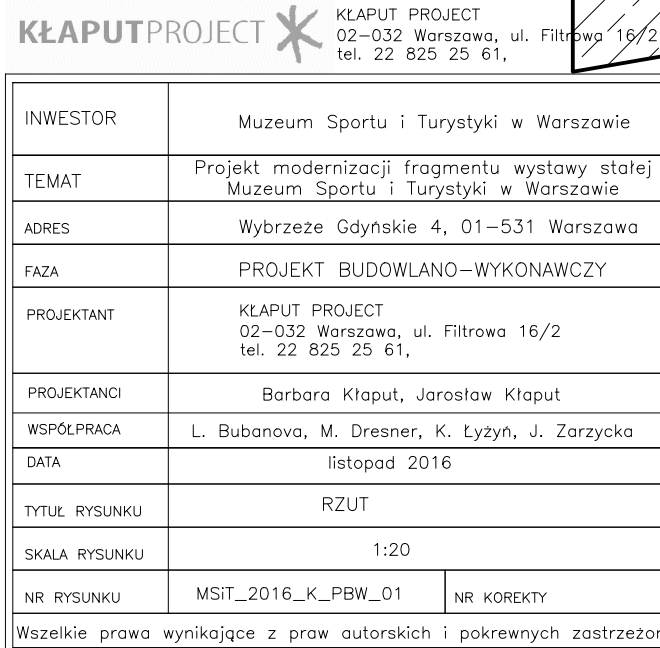 KŁAPUTPROJECT
KŁAPUT PROJECT
02-032 Warszawa, ul. Filtrowa 16/2
tel. 22 825 25 61,
INWESTOR Muzeum Sportu i Turystyki w Warszawie
TEMAT Projekt modernizacji fragmentu wystawy stałej
Muzeum Sportu i Turystyki w Warszawie
ADRES Wybrzeże Gdyńskie 4, 01-531 Warszawa
FAZA PROJEKT BUDOWLANO-WYKONAWCZY
PROJEKTANT KŁAPUT PROJECT
02-032 Warszawa, ul. Filtrowa 16/2
tel. 22 825 25 61,
PROJEKTANCI Barbara Kłaput, Jarosław Kłaput
WSPÓŁPRACA L. Bubanova, M. Dresner, K. Łyżyń, J. Zarzycka
DATA listopad 2016
TYTUŁ RYSUNKU RZUT
SKALA RYSUNKU 1:20
NR RYSUNKU MSiT_2016_K_PBW_01 NR KOREKTY
Wszelkie prawa wynikające z praw autorskich i pokrewnych